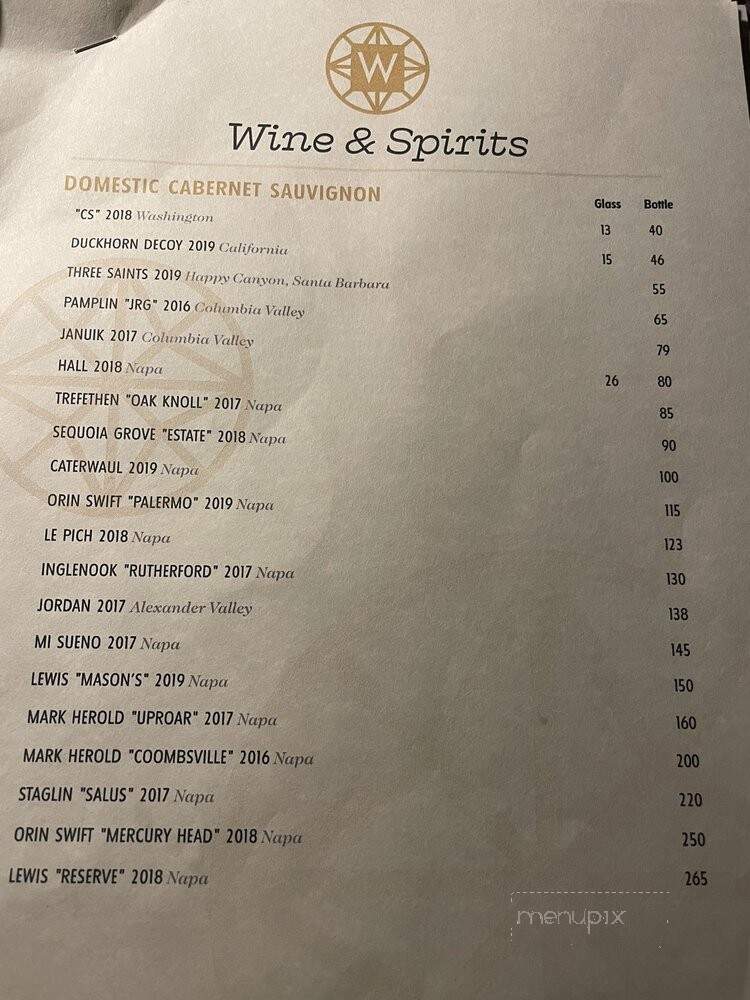 W
Wine & Spirits
DOMESTIC CABERNET SAUVIGNON Glass Bottle
"CS" 2018 Washington 13 40
DUCKHORN DECOY 2019 California 15 46
THREE SAINTS 2019 Happy Canyon, Santa Barbara 55
PAMPLIN "JRG" 2016 Columbia Valley 65
JANUIK 2017 Columbia Valley 79
HALL 2018 Napa 26 80
TREFETHEN "OAK KNOLL" 2017 Napa 85
SEQUOIA GROVE "ESTATE" 2018 Napa 90
CATERWAUL 2019 Napa 100
ORIN SWIFT "PALERMO" 2019 Napa 115
LE PICH 2018 Napa 123
INGLENOOK "RUTHERFORD" 2017 Napa 130
JORDAN 2017 Alexander Valley 138
MI SUENO 2017 Napa 145
LEWIS "MASON'S" 2019 Napa 150
MARK HEROLD "UPROAR" 2017 Napa 160
MARK HEROLD "COOMBSVILLE" 2016 Napa 200
STAGLIN "SALUS" 2017 Napa 220
ORIN SWIFT "MERCURY HEAD" 2018 Napa 250
LEWIS "RESERVE" 2018 Napa 265
menupix